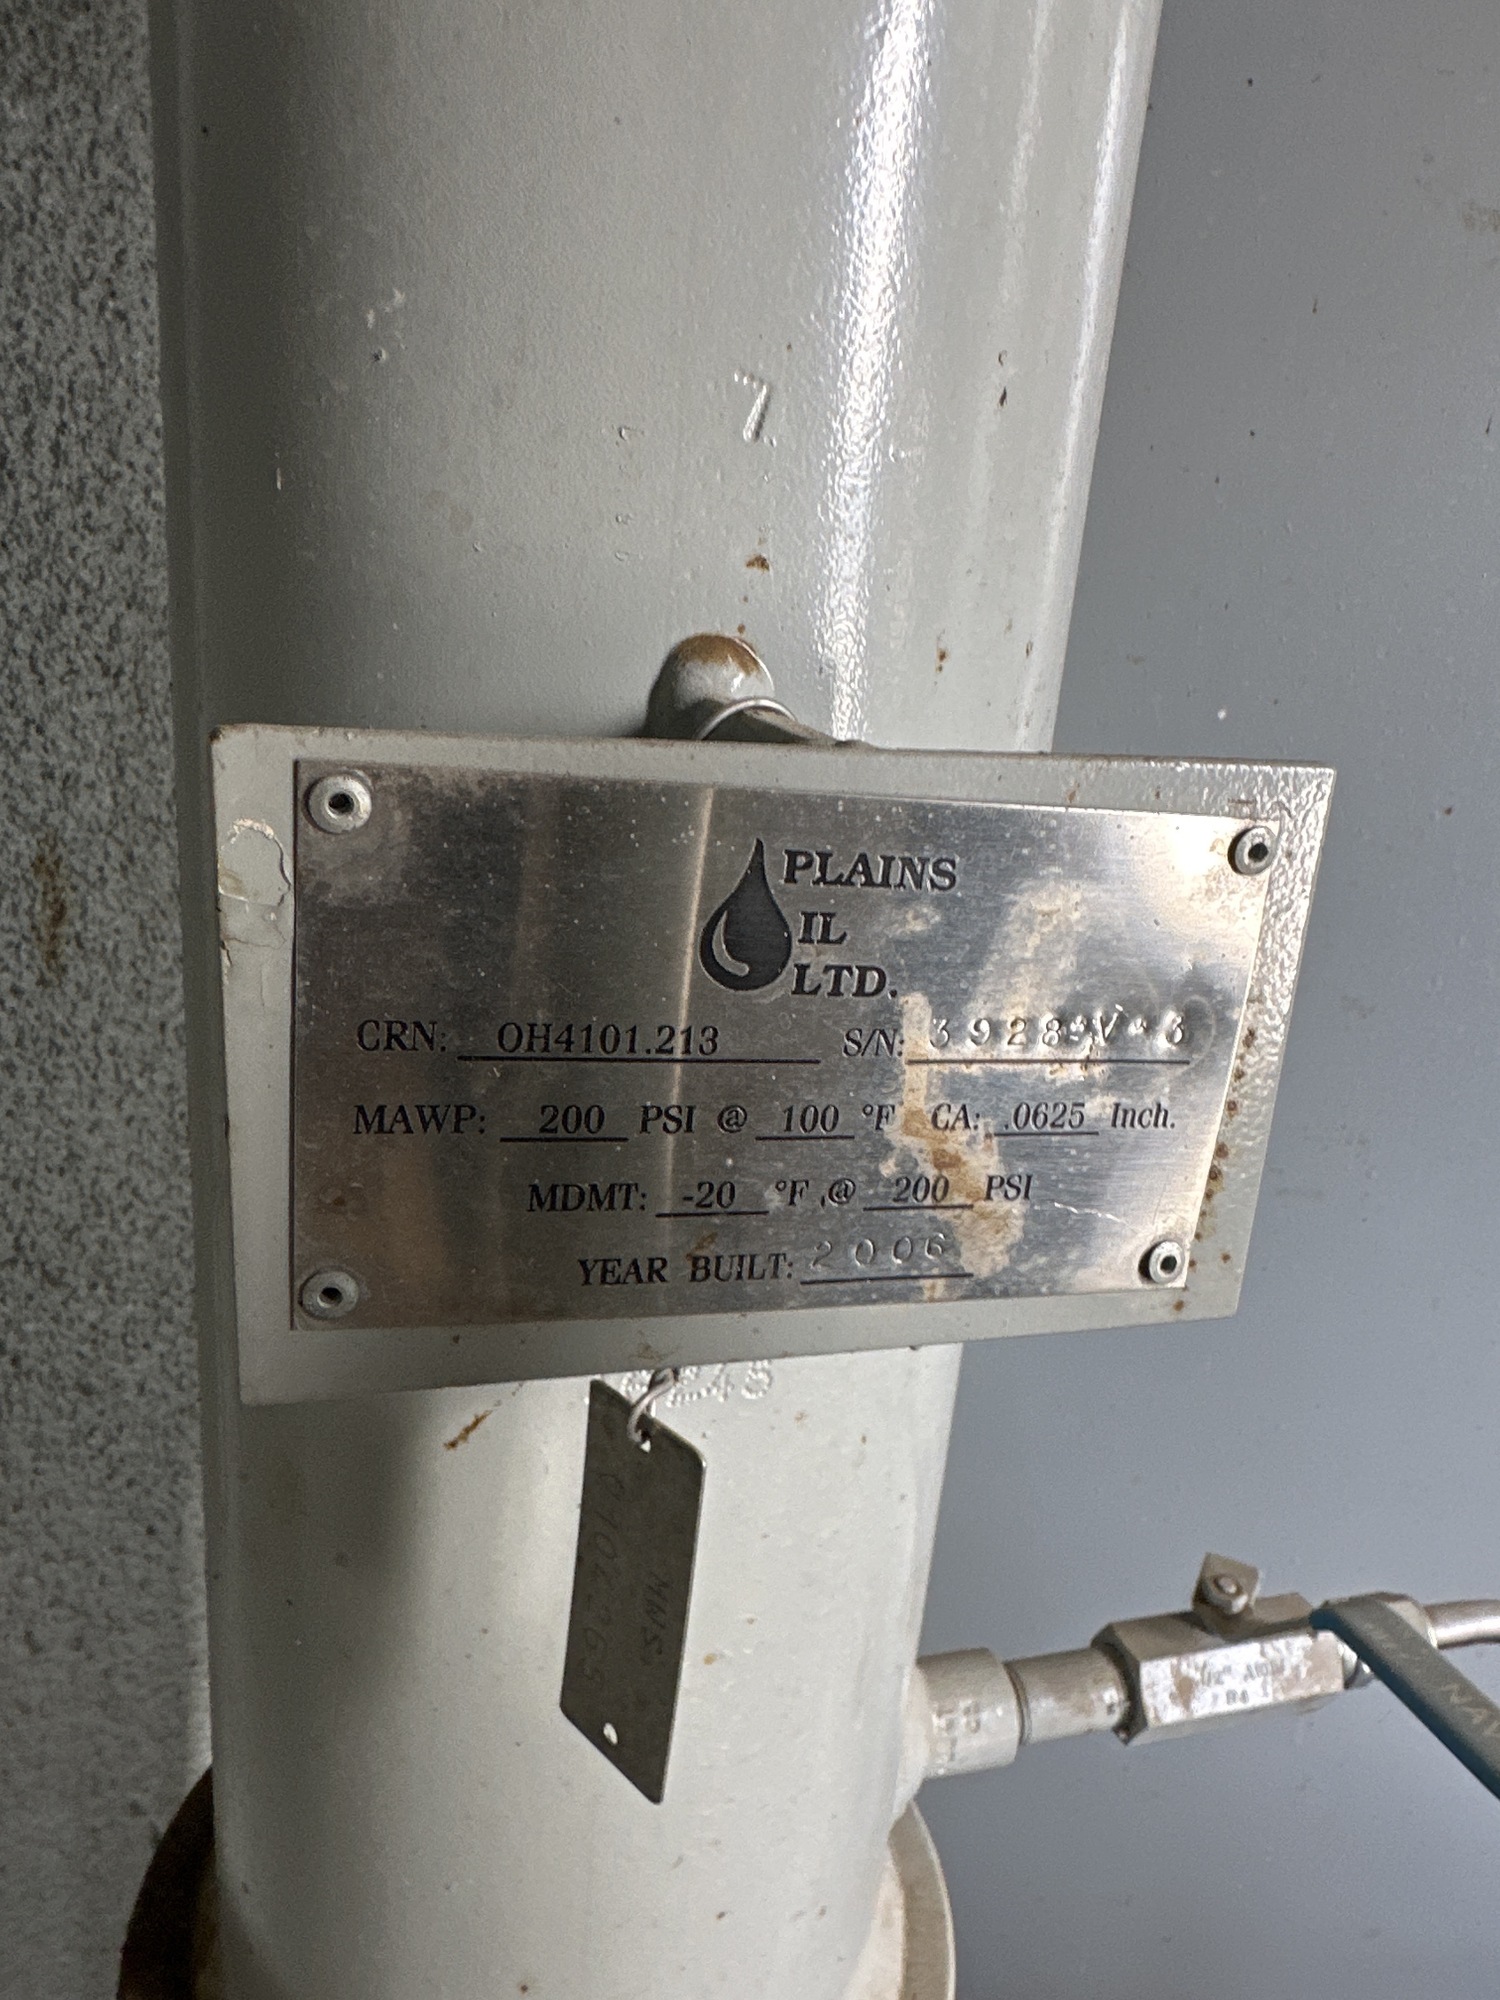 7
PLAINS
IL
LTD.
CRN: OH4101.213 S/N:
MAWP: 200 PSI @ 100 °F CA: .0625 Inch.
MDMT: -20 °F @ 200 PSI
YEAR BUILT: 2006
MNS